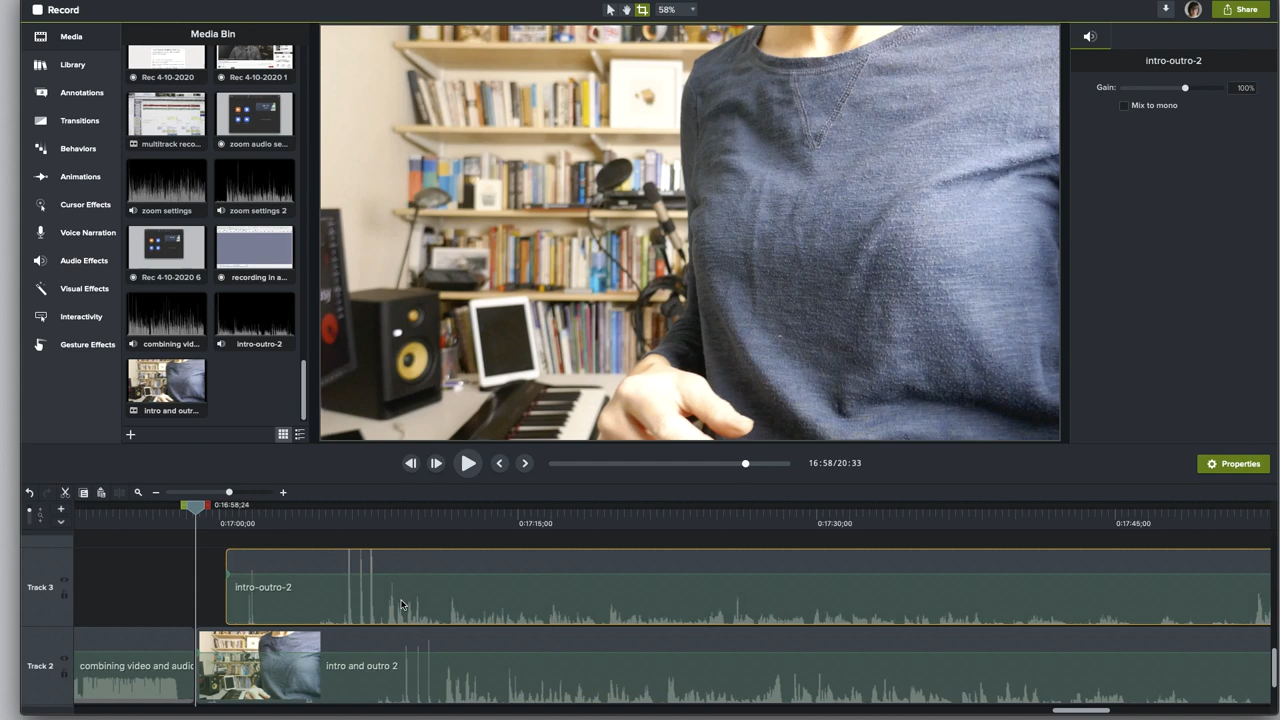 Record
58%
Share
Media
Library
Annotations
Transitions
Behaviors
Animations
Cursor Effects
Voice Narration
Audio Effects
Visual Effects
Interactivity
Gesture Effects
Media Bin
Rec 4-10-2020
Rec 4-10-2020 1
multitrack reco...
zoom audio se...
zoom settings
zoom settings 2
Rec 4-10-2020 6
recording in a...
combining vid...
intro-outro-2
intro and outr...
intro-outro-2
Gain:
100%
Mix to mono
16:58/20:33
Properties
0:16:58;24
0:17:00;00
0:17:15;00
0:17:30;00
0:17:45;00
Track 3
intro-outro-2
Track 2
combining video and audio
intro and outro 2